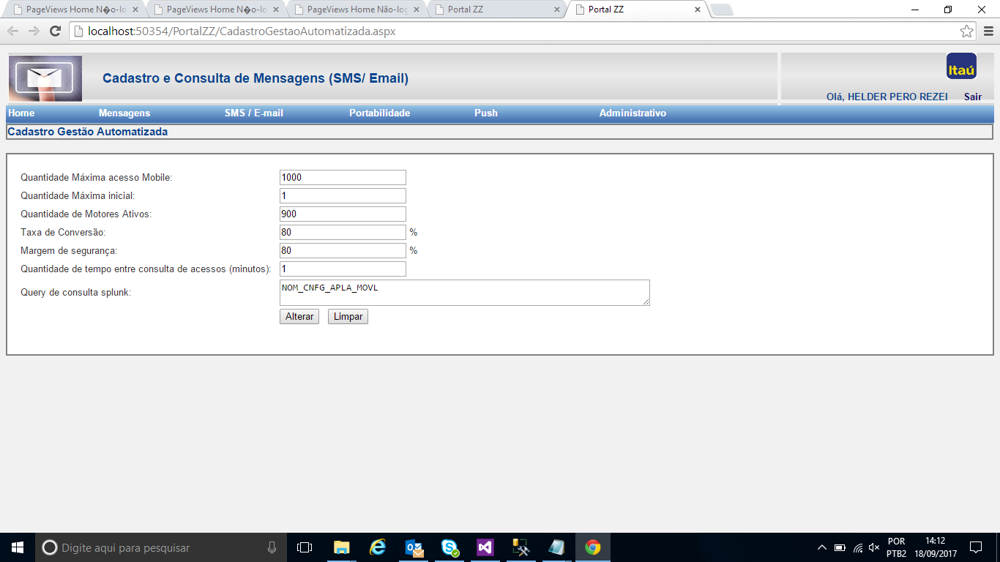 PageViews Home N�o-lo
PageViews Home N�o-lo
PageViews Home Não-log
Portal ZZ
Portal ZZ
localhost:50354/PortalZZ/CadastroGestaoAutomatizada.aspx
Cadastro e Consulta de Mensagens (SMS/ Email)
Itaú
Olá, HELDER PERO REZEI Sair
Home Mensagens SMS / E-mail Portabilidade Push Administrativo
Cadastro Gestão Automatizada
Quantidade Máxima acesso Mobile: 1000
Quantidade Máxima inicial: 1
Quantidade de Motores Ativos: 900
Taxa de Conversão: 80 %
Margem de segurança: 80 %
Quantidade de tempo entre consulta de acessos (minutos): 1
Query de consulta splunk: NOM_CNFG_APLA_MOVL
Alterar Limpar
Digite aqui para pesquisar
POR
PTB2
14:12
18/09/2017